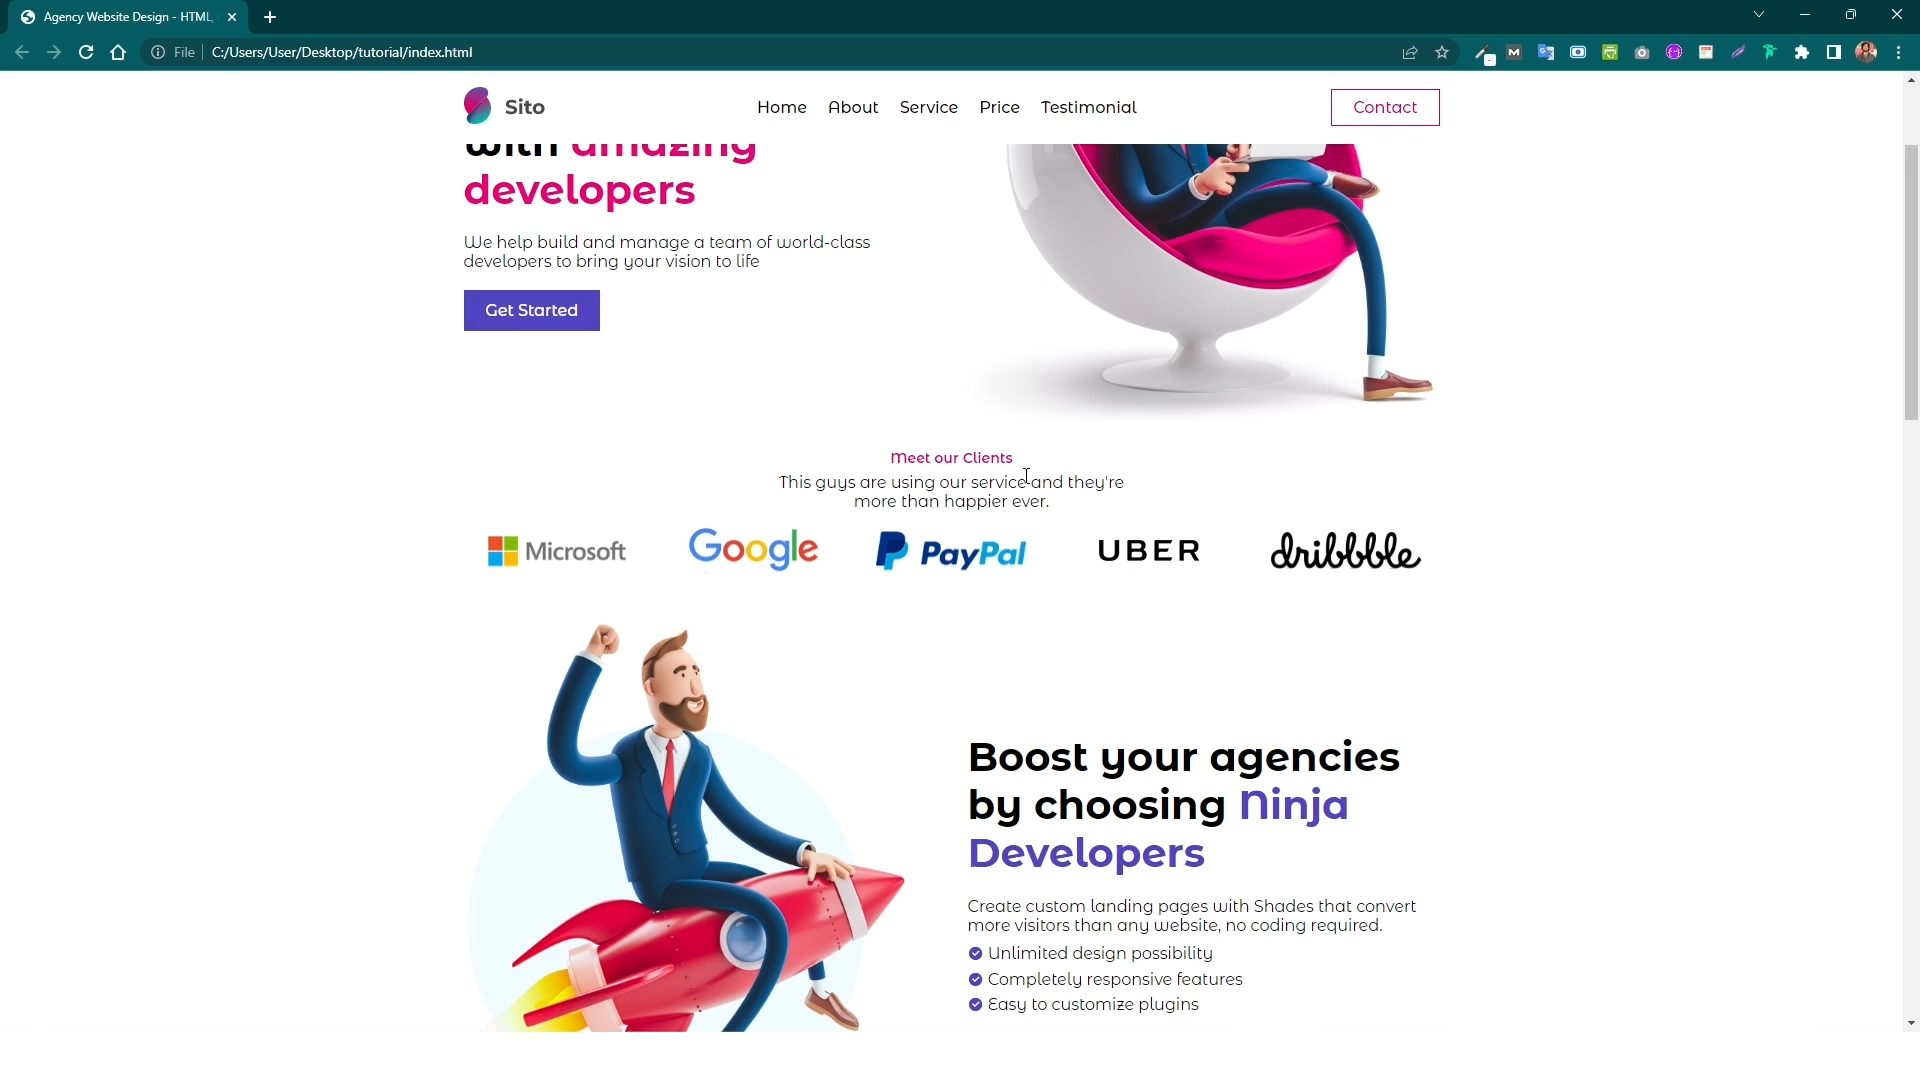 Agency Website Design - HTML,
File
C:/Users/User/Desktop/tutorial/index.html
Sito
Home
About
Service
Price
Testimonial
Contact
with amazing
developers
We help build and manage a team of world-class
developers to bring your vision to life
Get Started
Meet our Clients
This guys are using our service and they're
more than happier ever.
Microsoft
Google
PayPal
UBER
dribbble
Boost your agencies
by choosing Ninja
Developers
Create custom landing pages with Shades that convert
more visitors than any website, no coding required.
Unlimited design possibility
Completely responsive features
Easy to customize plugins